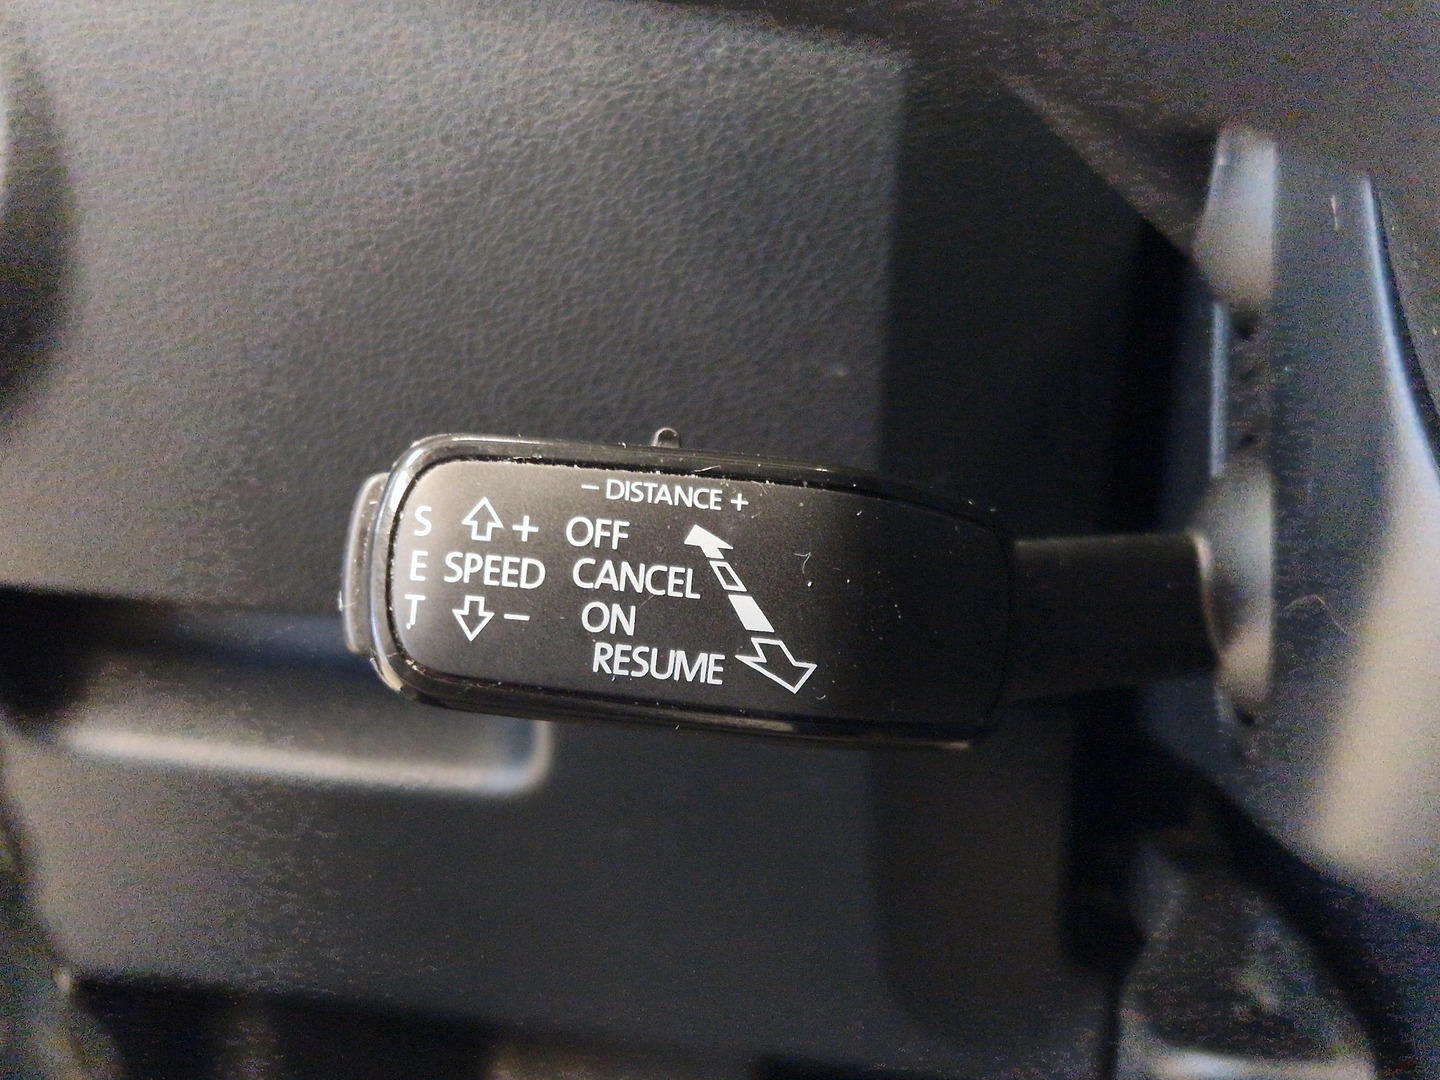 - DISTANCE +
S + OFF
E SPEED CANCEL
T - ON
RESUME